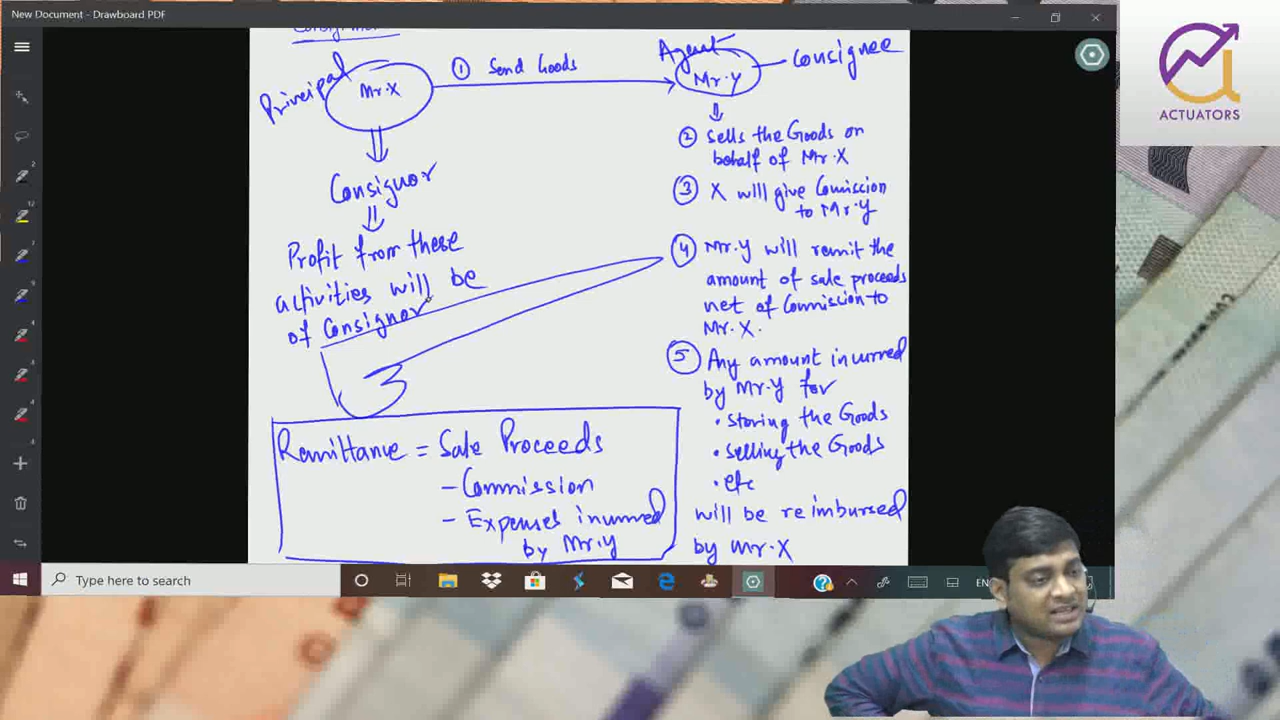 New Document - Drawboard PDF
ACTUATORS
Principal
Mr.X
① Send Goods
Agent
Mr.Y
Consignee
Consignor
Profit from these
activities will be
of Consignor
② Sells the Goods on
behalf of Mr.X
③ X will give Comission
to Mr.Y
④ Mr.Y will remit the
amount of sale proceeds
net of Commission to
Mr.X.
⑤ Any amount incurred
by Mr.Y for
• Storing the Goods
• Selling the Goods
• etc
will be reimbursed
by Mr.X
Remittance = Sale Proceeds
- Commission
- Expenses incurred
by Mr.Y
Type here to search